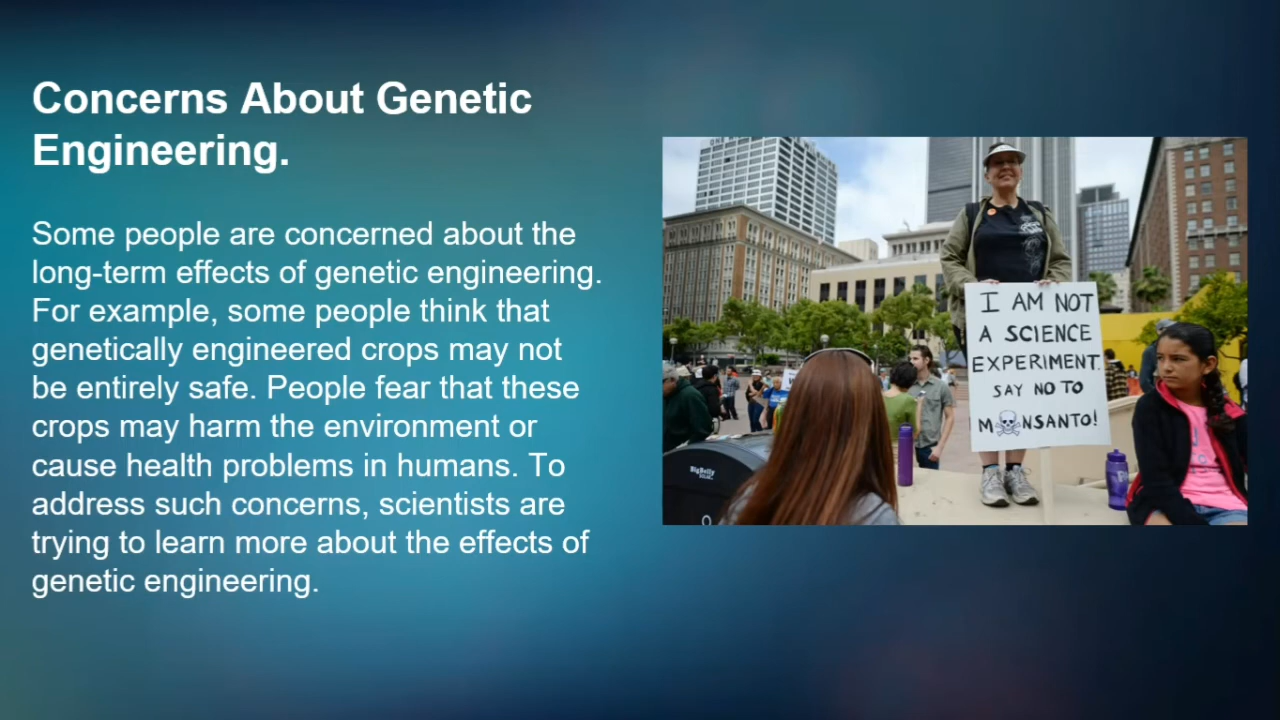 Concerns About Genetic
Engineering.
Some people are concerned about the
long-term effects of genetic engineering.
For example, some people think that
genetically engineered crops may not
be entirely safe. People fear that these
crops may harm the environment or
cause health problems in humans. To
address such concerns, scientists are
trying to learn more about the effects of
genetic engineering.
I AM NOT
A SCIENCE
EXPERIMENT.
SAY NO TO
M☠NSANTO!
BigBelly